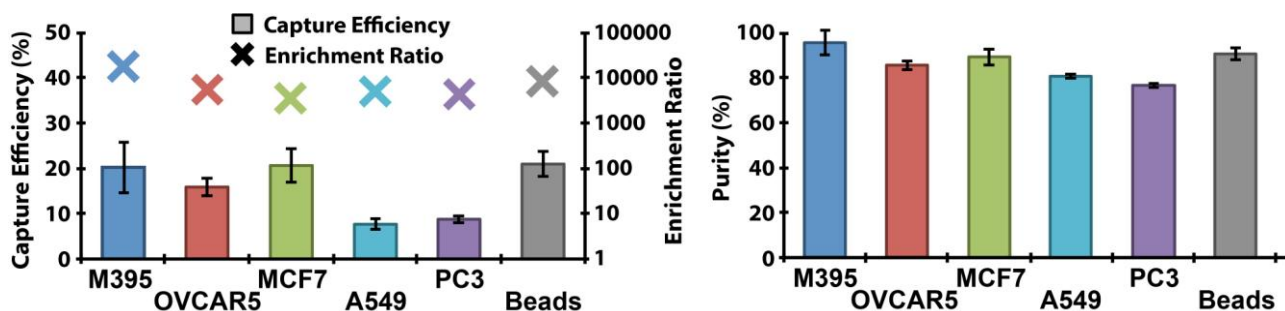 Capture Efficiency (%)
50
40
30
20
10
0
Capture Efficiency
Enrichment Ratio
100000
10000
1000
100
10
1
Enrichment Ratio
M395
OVCAR5
MCF7
A549
PC3
Beads
Purity (%)
100
80
60
40
20
0
M395
OVCAR5
MCF7
A549
PC3
Beads